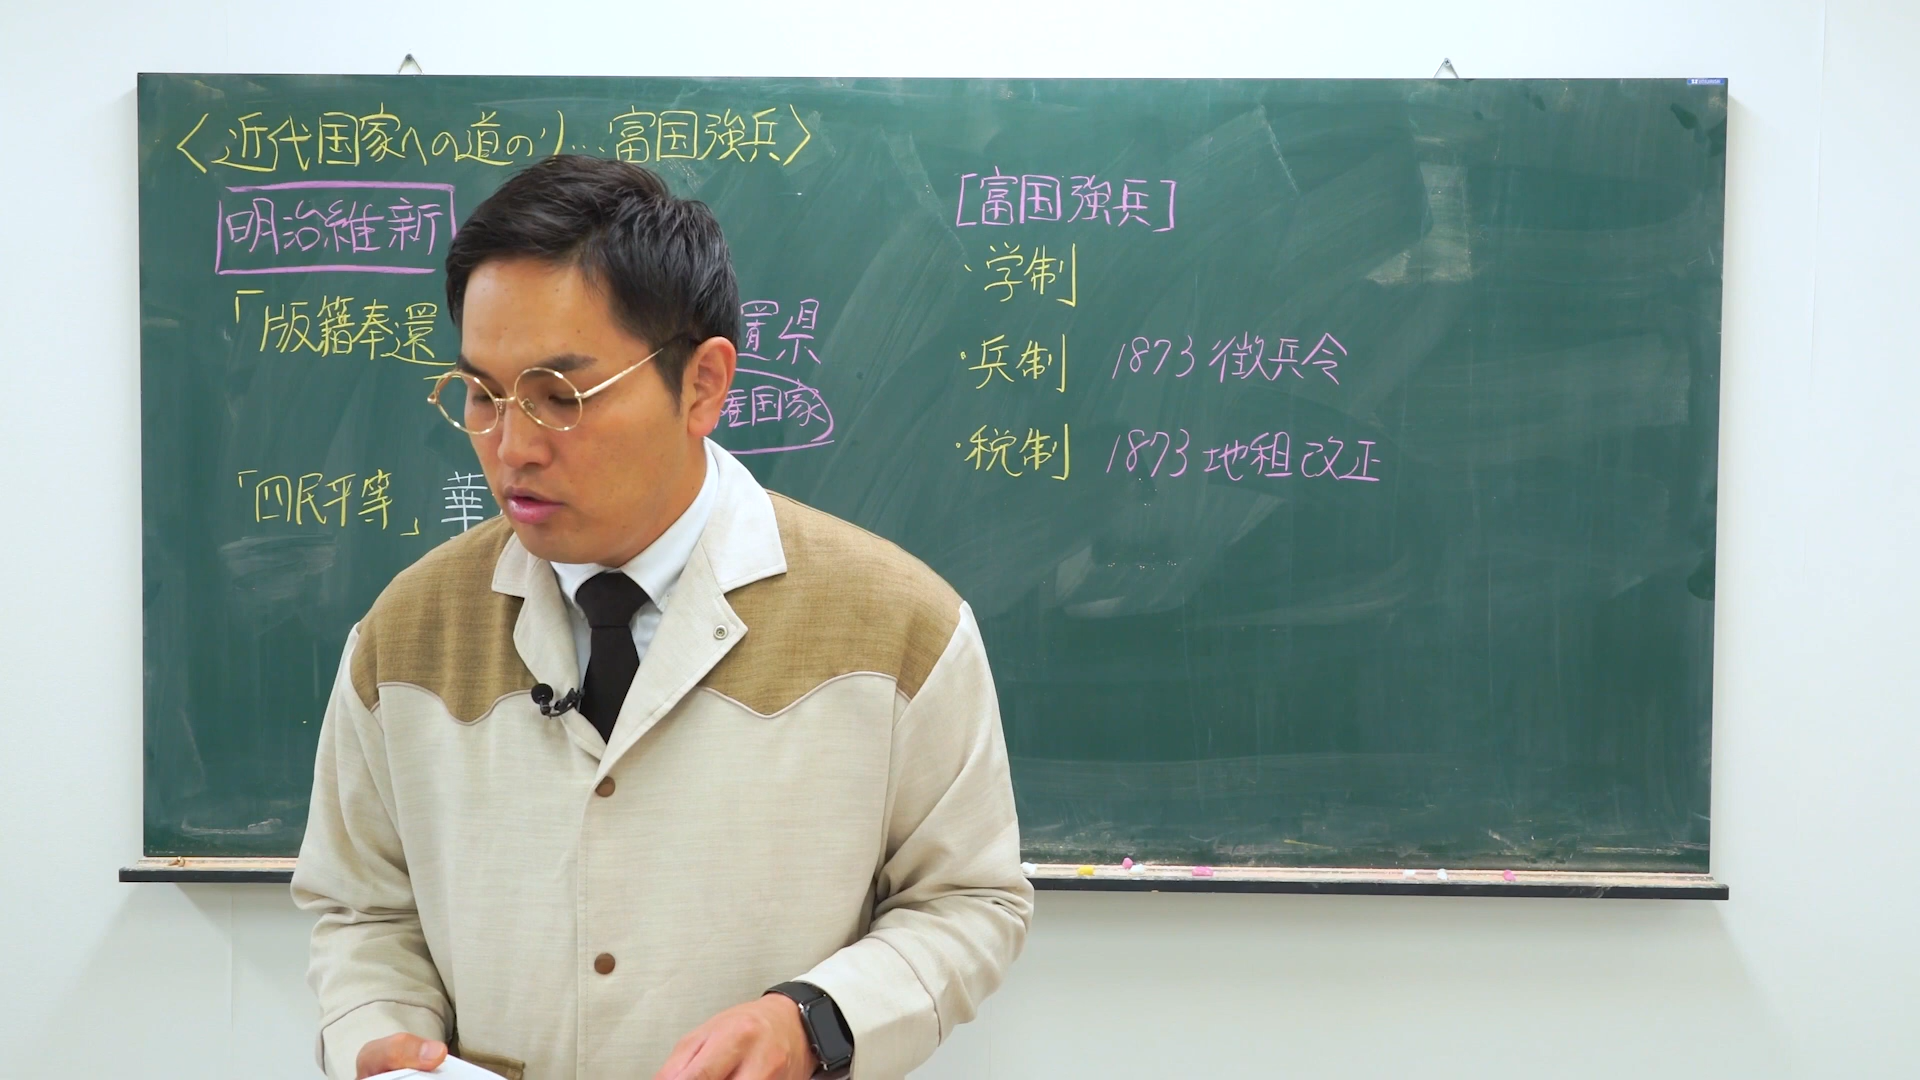 〈近代国家への道のり…富国強兵〉
明治維新
「版籍奉還
置県
国家
「四民平等」 華
[富国強兵]
・学制
・兵制 1873 徴兵令
・税制 1873 地租改正